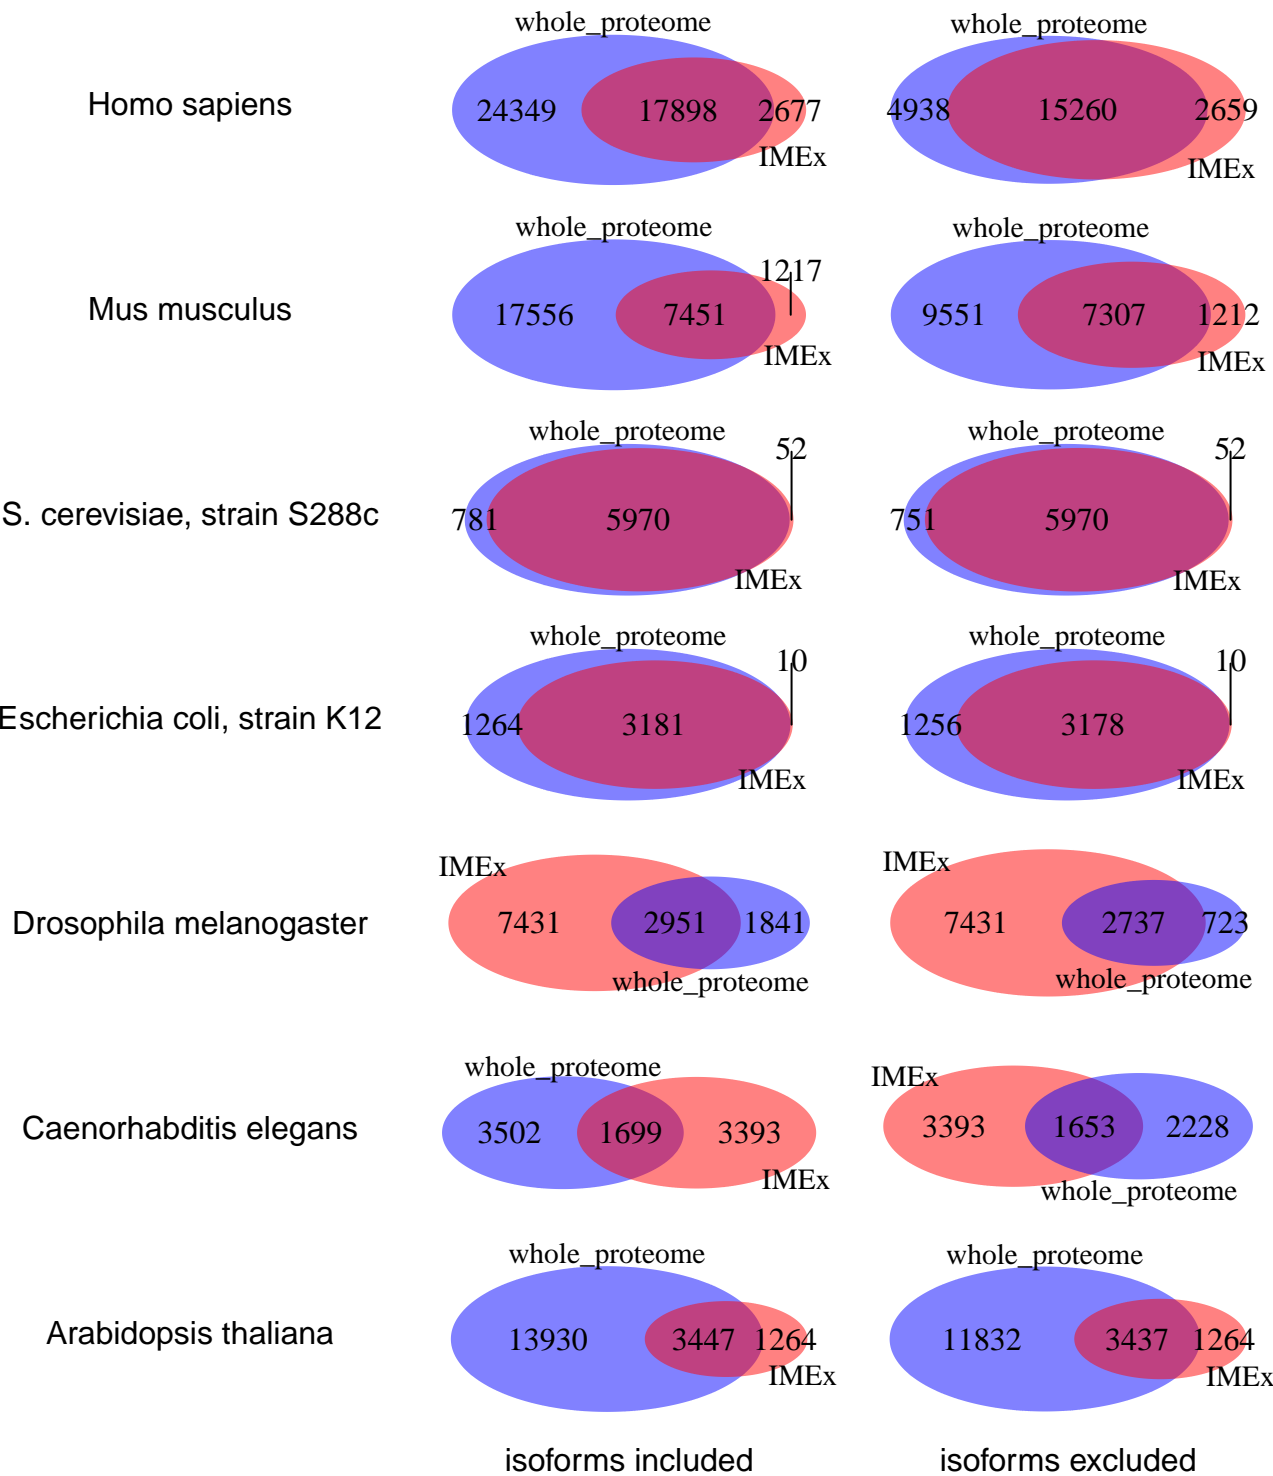 whole_proteome
whole_proteome
Homo sapiens
24349
17898
2677
4938
15260
2659
IMEx
IMEx
whole_proteome
whole_proteome
1217
Mus musculus
17556
7451
9551
7307
1212
IMEx
IMEx
whole_proteome
52
whole_proteome
52
S. cerevisiae, strain S288c
781
5970
751
5970
IMEx
IMEx
whole_proteome
10
whole_proteome
10
Escherichia coli, strain K12
1264
3181
1256
3178
IMEx
IMEx
IMEx
IMEx
Drosophila melanogaster
7431
2951
1841
7431
2737
723
whole_proteome
whole_proteome
whole_proteome
IMEx
Caenorhabditis elegans
3502
1699
3393
3393
1653
2228
IMEx
whole_proteome
whole_proteome
whole_proteome
Arabidopsis thaliana
13930
3447
1264
11832
3437
1264
IMEx
IMEx
isoforms included
isoforms excluded